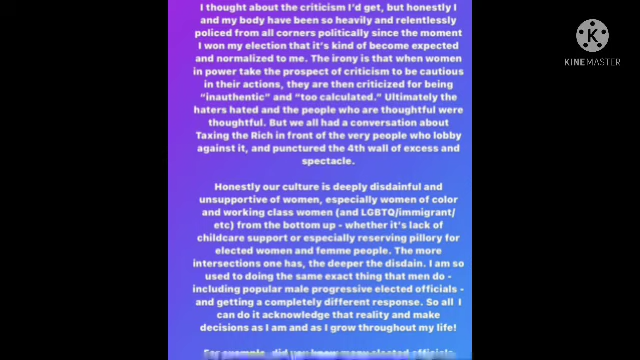 I thought about the criticism I'd get, but honestly I
and my body have been so heavily and relentlessly
policed from all corners politically since the moment
I won my election that it's kind of become expected
and normalized to me. The irony is that when women
in power take the prospect of criticism to be cautious
in their actions, they are then criticized for being
"inauthentic" and "too calculated." Ultimately the
haters hated and the people who are thoughtful were
thoughtful. But we all had a conversation about
Taxing the Rich in front of the very people who lobby
against it, and punctured the 4th wall of excess and
spectacle.
Honestly our culture is deeply disdainful and
unsupportive of women, especially women of color
and working class women (and LGBTQ/immigrant/
etc) from the bottom up - whether it's lack of
childcare support or especially reserving pillory for
elected women and femme people. The more
intersections one has, the deeper the disdain. I am so
used to doing the same exact thing that men do -
including popular male progressive elected officials -
and getting a completely different response. So all I
can do it acknowledge that reality and make
decisions as I am and as I grow throughout my life!
For example, did you know many elected officials
KINEMASTER